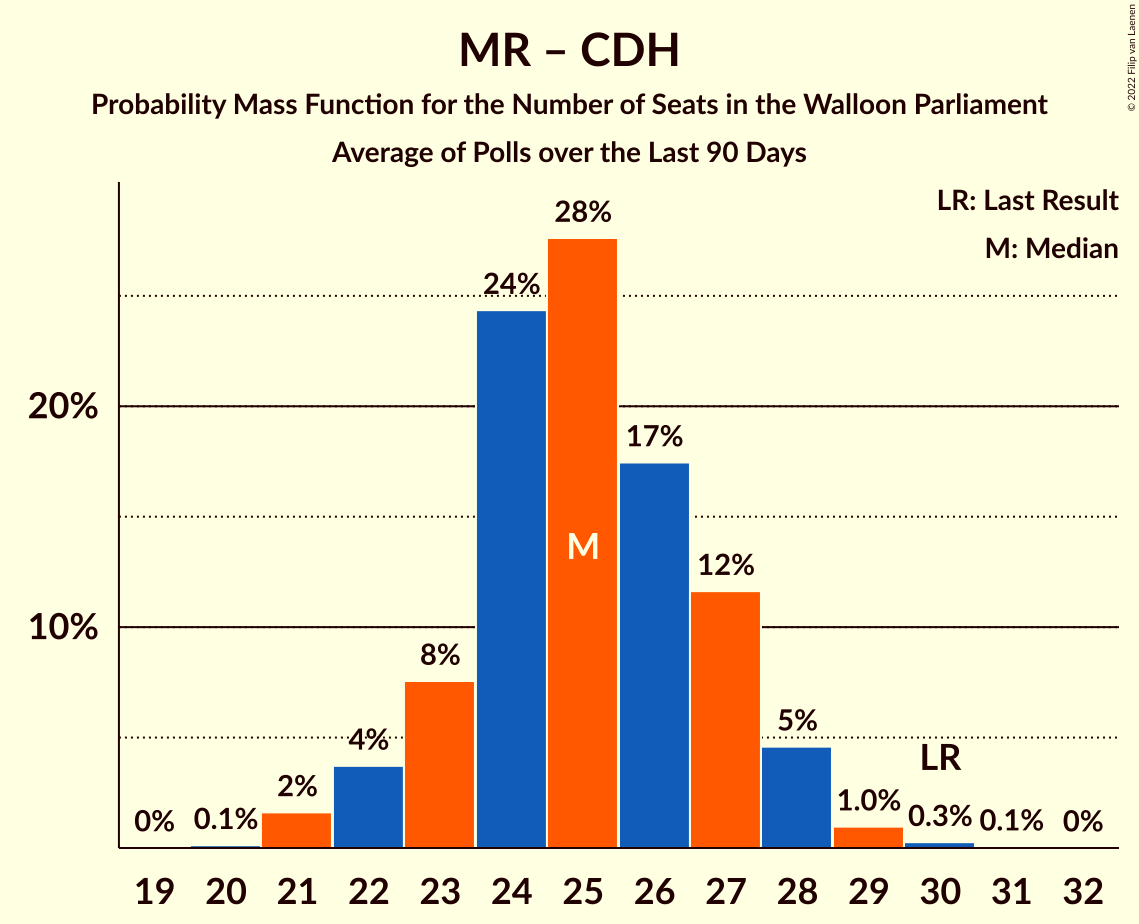 MR – CDH
Probability Mass Function for the Number of Seats in the Walloon Parliament
Average of Polls over the Last 90 Days
© 2022 Filip van Laenen
LR: Last Result
M: Median
28%
24%
20%
17%
M
12%
10%
8%
5%
4%
LR
2%
1.0%
0% 0.1% 0.3% 0.1% 0%
19 20 21 22 23 24 25 26 27 28 29 30 31 32